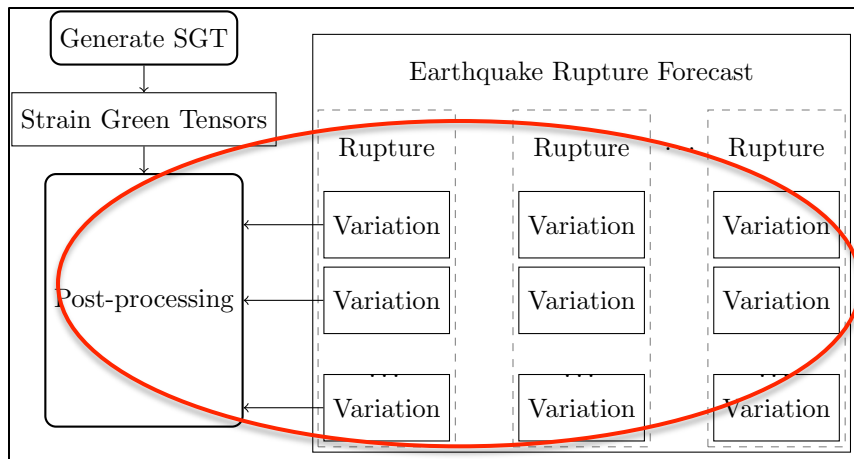 Generate SGT
Earthquake Rupture Forecast
Strain Green Tensors
Rupture Rupture ... Rupture
Variation Variation Variation
Post-processing
Variation Variation Variation
... ... ...
Variation Variation Variation